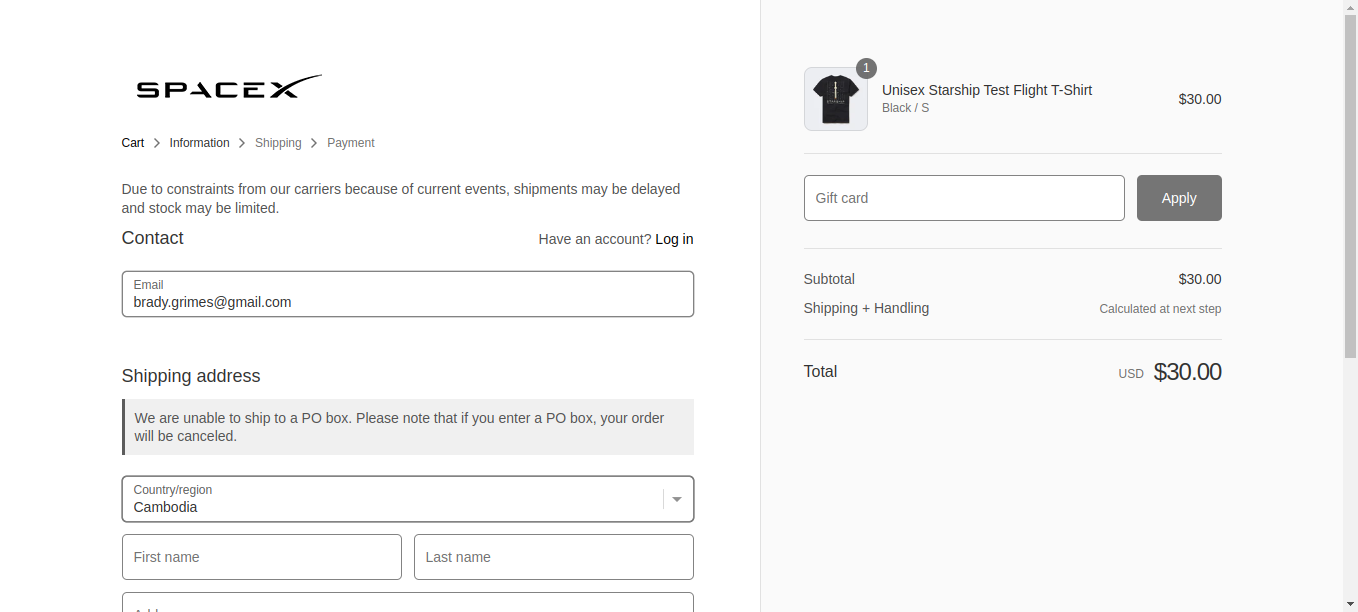 SPACEX
Cart > Information > Shipping > Payment
Due to constraints from our carriers because of current events, shipments may be delayed
and stock may be limited.
Contact
Have an account? Log in
Email
brady.grimes@gmail.com
Shipping address
We are unable to ship to a PO box. Please note that if you enter a PO box, your order
will be canceled.
Country/region
Cambodia
First name
Last name
1
Unisex Starship Test Flight T-Shirt
Black / S
$30.00
Gift card
Apply
Subtotal
$30.00
Shipping + Handling
Calculated at next step
Total
USD $30.00